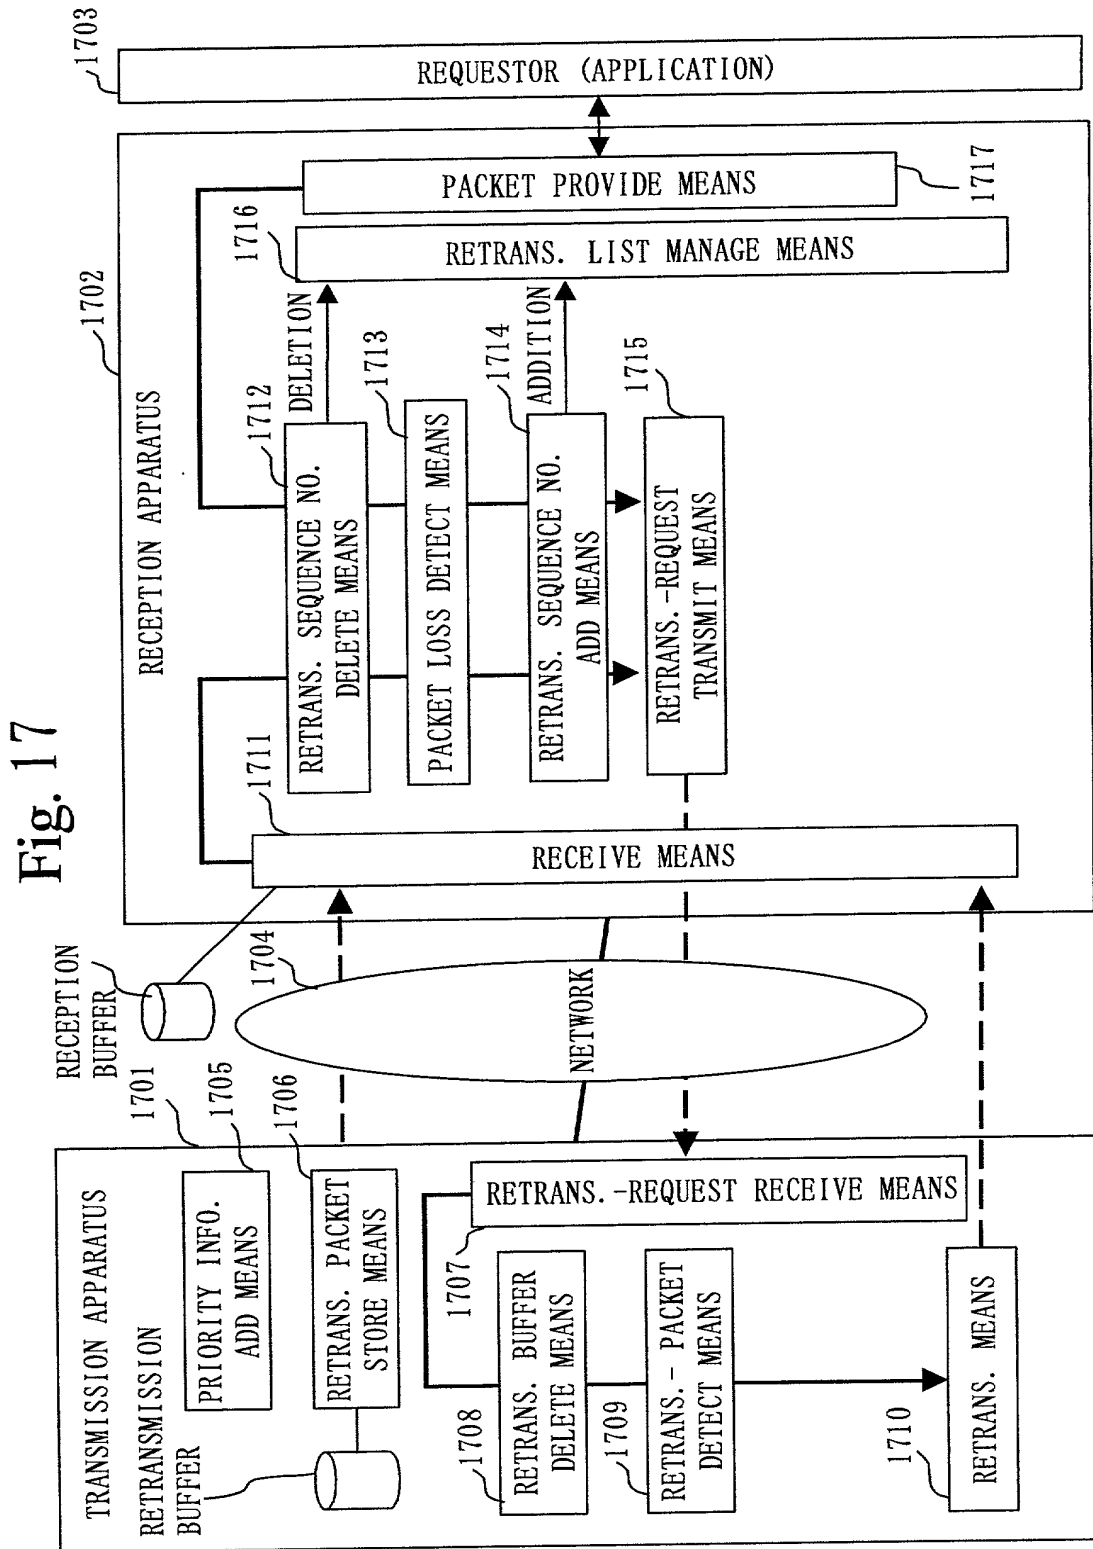 Fig. 17
TRANSMISSION APPARATUS
1701
RETRANSMISSION
BUFFER
PRIORITY INFO.
ADD MEANS
1705
RETRANS. PACKET
STORE MEANS
1706
RETRANS.-REQUEST RECEIVE MEANS
1707
RETRANS. BUFFER
DELETE MEANS
1708
RETRANS.- PACKET
DETECT MEANS
1709
RETRANS. MEANS
1710
RECEPTION
BUFFER
1704
NETWORK
RECEPTION APPARATUS
1702
1711
RECEIVE MEANS
RETRANS. SEQUENCE NO.
DELETE MEANS
1712
DELETION
PACKET LOSS DETECT MEANS
1713
RETRANS. SEQUENCE NO.
ADD MEANS
1714
ADDITION
RETRANS.-REQUEST
TRANSMIT MEANS
1715
1716
RETRANS. LIST MANAGE MEANS
PACKET PROVIDE MEANS
1717
REQUESTOR (APPLICATION)
1703